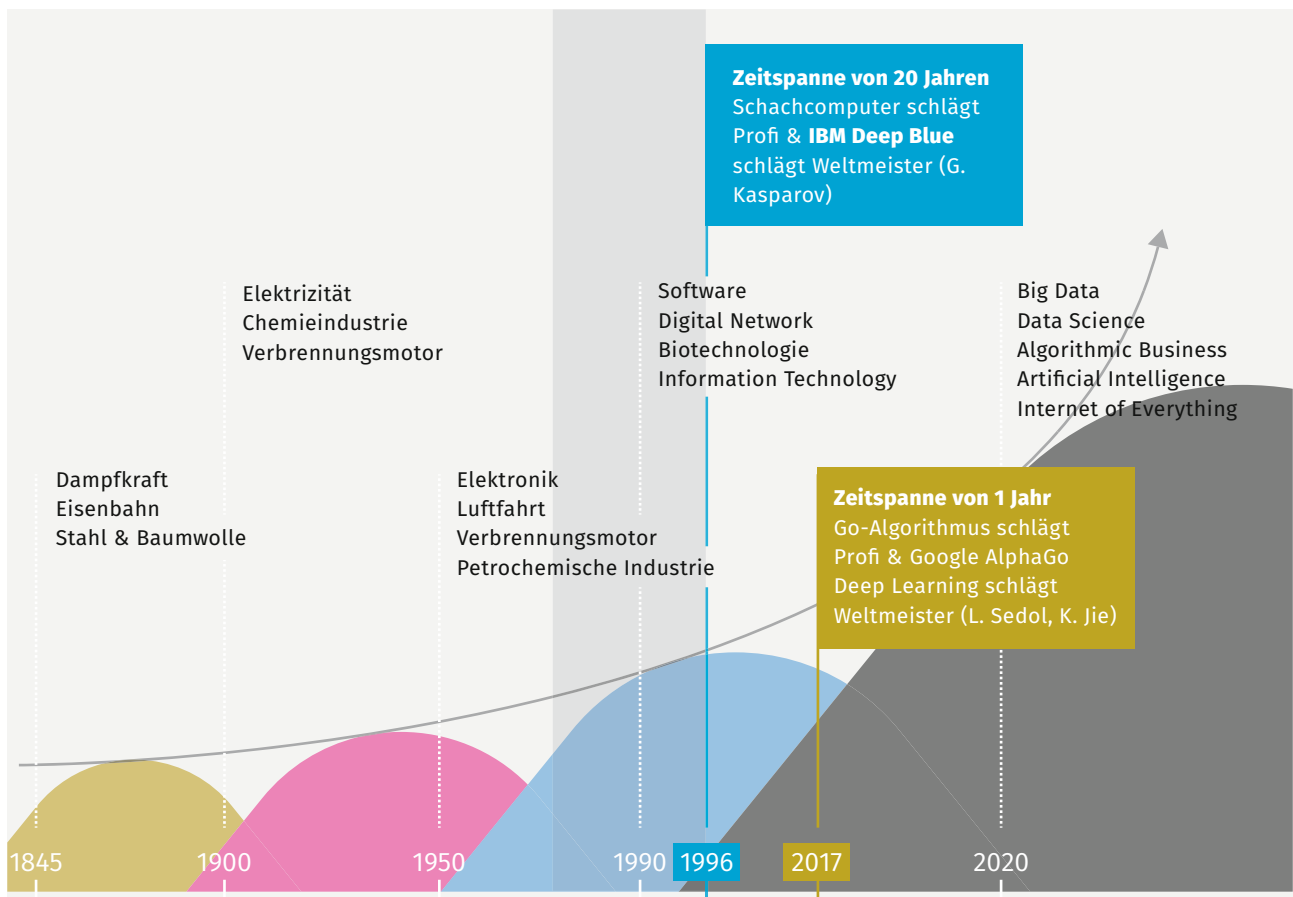 Zeitspanne von 20 Jahren
Schachcomputer schlägt
Profi & IBM Deep Blue
schlägt Weltmeister (G.
Kasparov)
Elektrizität
Chemieindustrie
Verbrennungsmotor
Software
Digital Network
Biotechnologie
Information Technology
Big Data
Data Science
Algorithmic Business
Artificial Intelligence
Internet of Everything
Dampfkraft
Eisenbahn
Stahl & Baumwolle
Elektronik
Luftfahrt
Verbrennungsmotor
Petrochemische Industrie
Zeitspanne von 1 Jahr
Go-Algorithmus schlägt
Profi & Google AlphaGo
Deep Learning schlägt
Weltmeister (L. Sedol, K. Jie)
1845 1900 1950 1990 1996 2017 2020